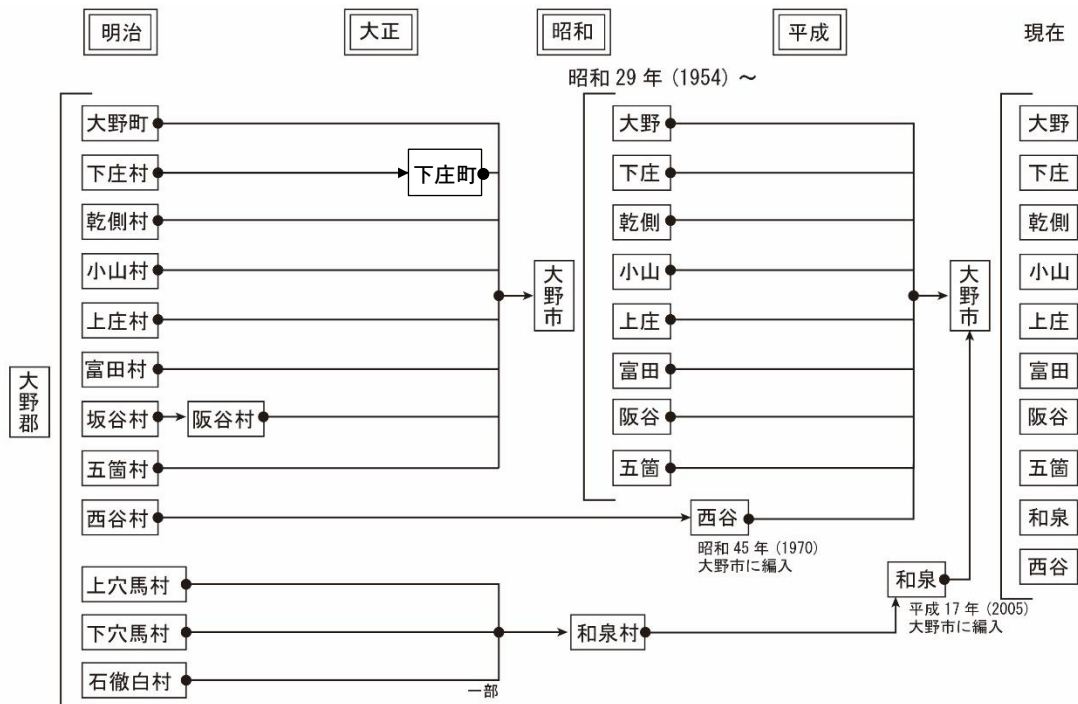 明治
大正
昭和
平成
現在
昭和 29 年 (1954) ～
大野郡
大野町
下庄村
下庄町
乾側村
小山村
上庄村
富田村
坂谷村
阪谷村
五箇村
西谷村
上穴馬村
下穴馬村
石徹白村
一部
大野市
大野
下庄
乾側
小山
上庄
富田
阪谷
五箇
西谷
昭和 45 年 (1970)
大野市に編入
和泉村
和泉
平成 17 年 (2005)
大野市に編入
大野市
大野
下庄
乾側
小山
上庄
富田
阪谷
五箇
和泉
西谷